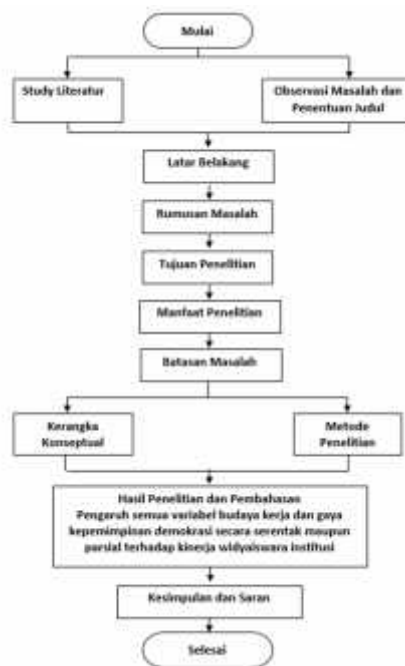 Mulai
Study Literatur
Observasi Masalah dan
Penentuan Judul
Latar Belakang
Rumusan Masalah
Tujuan Penelitian
Manfaat Penelitian
Batasan Masalah
Kerangka
Konseptual
Metode
Penelitian
Hasil Penelitian dan Pembahasan
Pengaruh semua variabel budaya kerja dan gaya
kepemimpinan demokrasi secara serentak maupun
parsial terhadap kinerja widyaiswara institusi
Kesimpulan dan Saran
Selesai